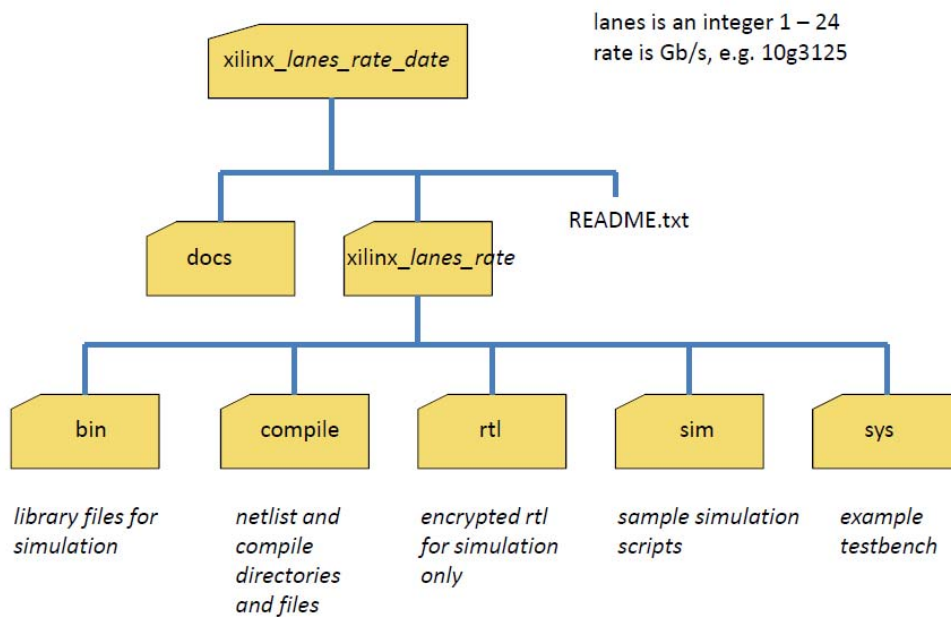 lanes is an integer 1 – 24
rate is Gb/s, e.g. 10g3125
xilinx_lanes_rate_date
README.txt
docs
xilinx_lanes_rate
bin
compile
rtl
sim
sys
library files for
simulation
netlist and
compile
directories
and files
encrypted rtl
for simulation
only
sample simulation
scripts
example
testbench